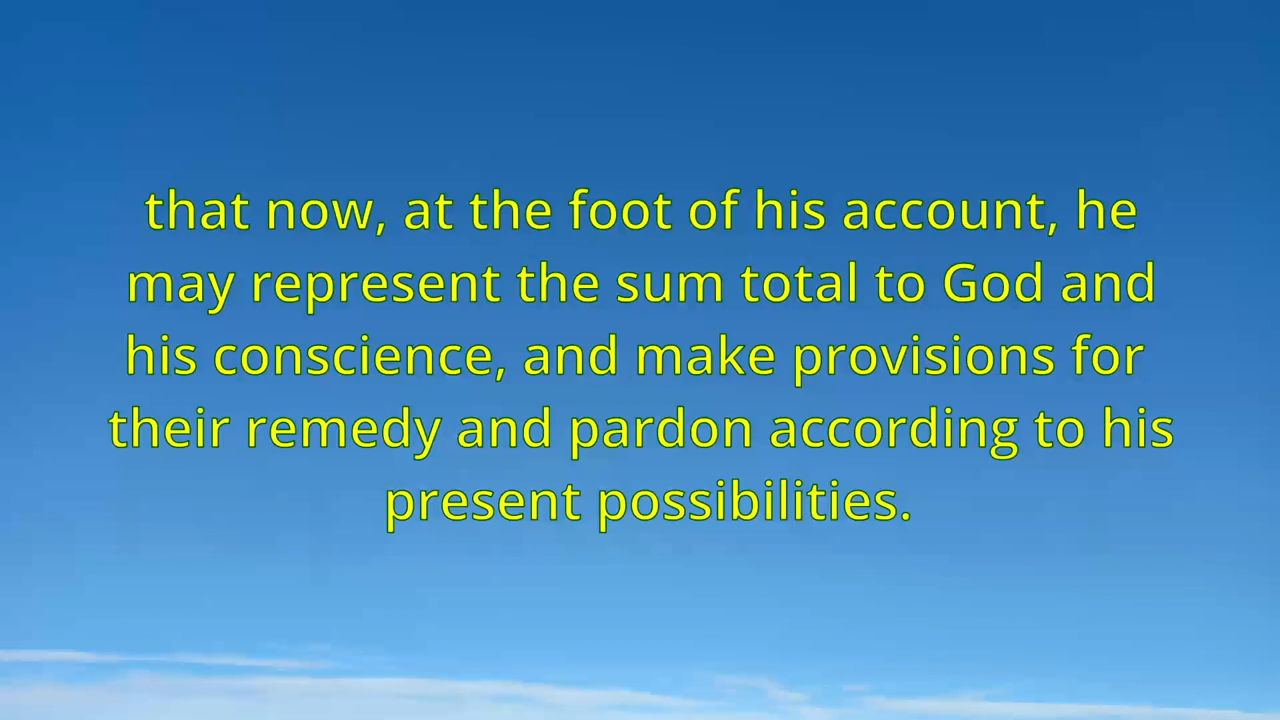 that now, at the foot of his account, he
may represent the sum total to God and
his conscience, and make provisions for
their remedy and pardon according to his
present possibilities.